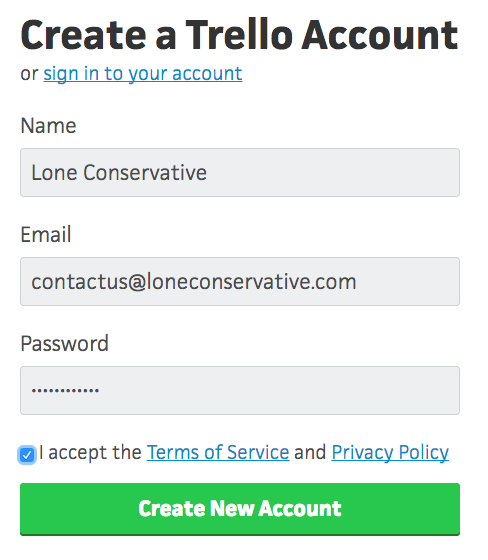 Create a Trello Account
or sign in to your account
Name
Lone Conservative
Email
contactus@loneconservative.com
Password
••••••••••••
I accept the Terms of Service and Privacy Policy
Create New Account